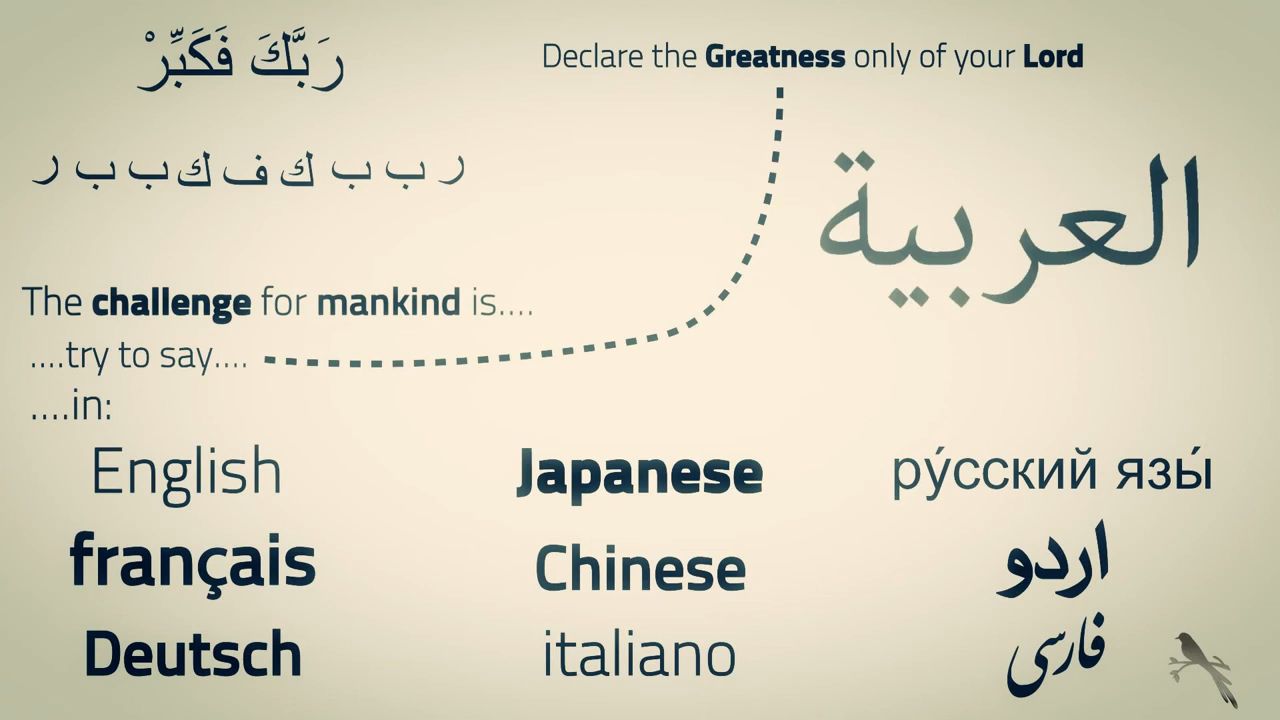 رَبَّكَ فَكَبِّرْ
Declare the Greatness only of your Lord
ر ب ب ك ف ك ب ب ر
العربية
The challenge for mankind is....
....try to say....
....in:
English
Japanese
ру́сский язы́
français
Chinese
اردو
Deutsch
italiano
فارسی